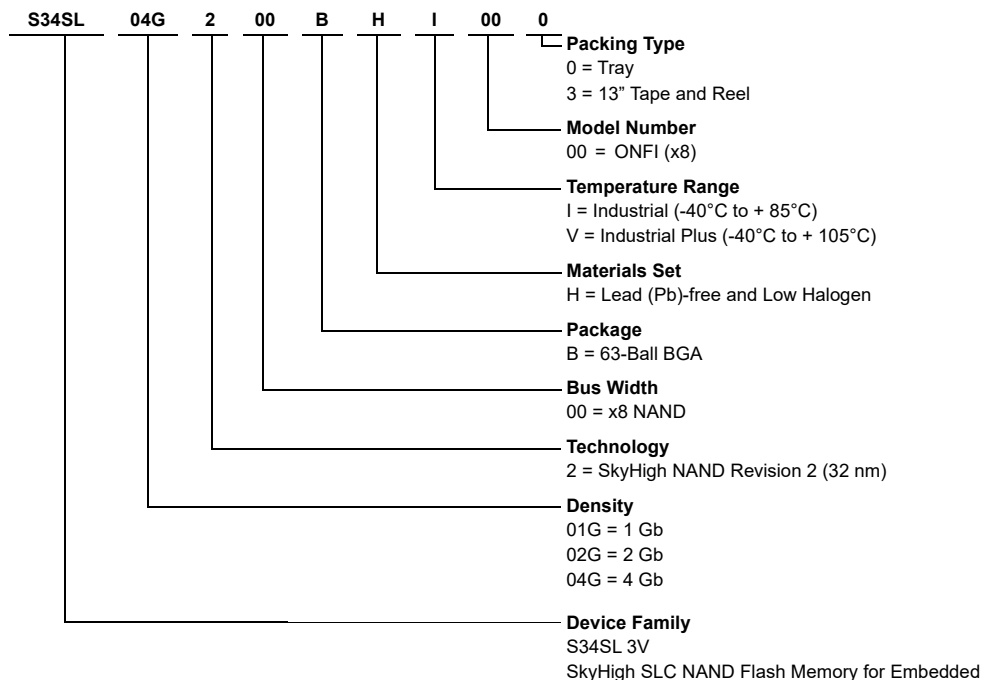 S34SL 04G 2 00 B H I 00 0
Packing Type
0 = Tray
3 = 13” Tape and Reel
Model Number
00 = ONFI (x8)
Temperature Range
I = Industrial (-40°C to + 85°C)
V = Industrial Plus (-40°C to + 105°C)
Materials Set
H = Lead (Pb)-free and Low Halogen
Package
B = 63-Ball BGA
Bus Width
00 = x8 NAND
Technology
2 = SkyHigh NAND Revision 2 (32 nm)
Density
01G = 1 Gb
02G = 2 Gb
04G = 4 Gb
Device Family
S34SL 3V
SkyHigh SLC NAND Flash Memory for Embedded